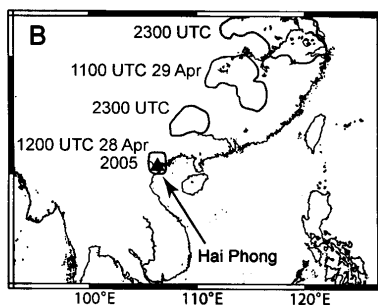 B
2300 UTC
1100 UTC 29 Apr
2300 UTC
1200 UTC 28 Apr
2005
Hai Phong
100°E
110°E
120°E